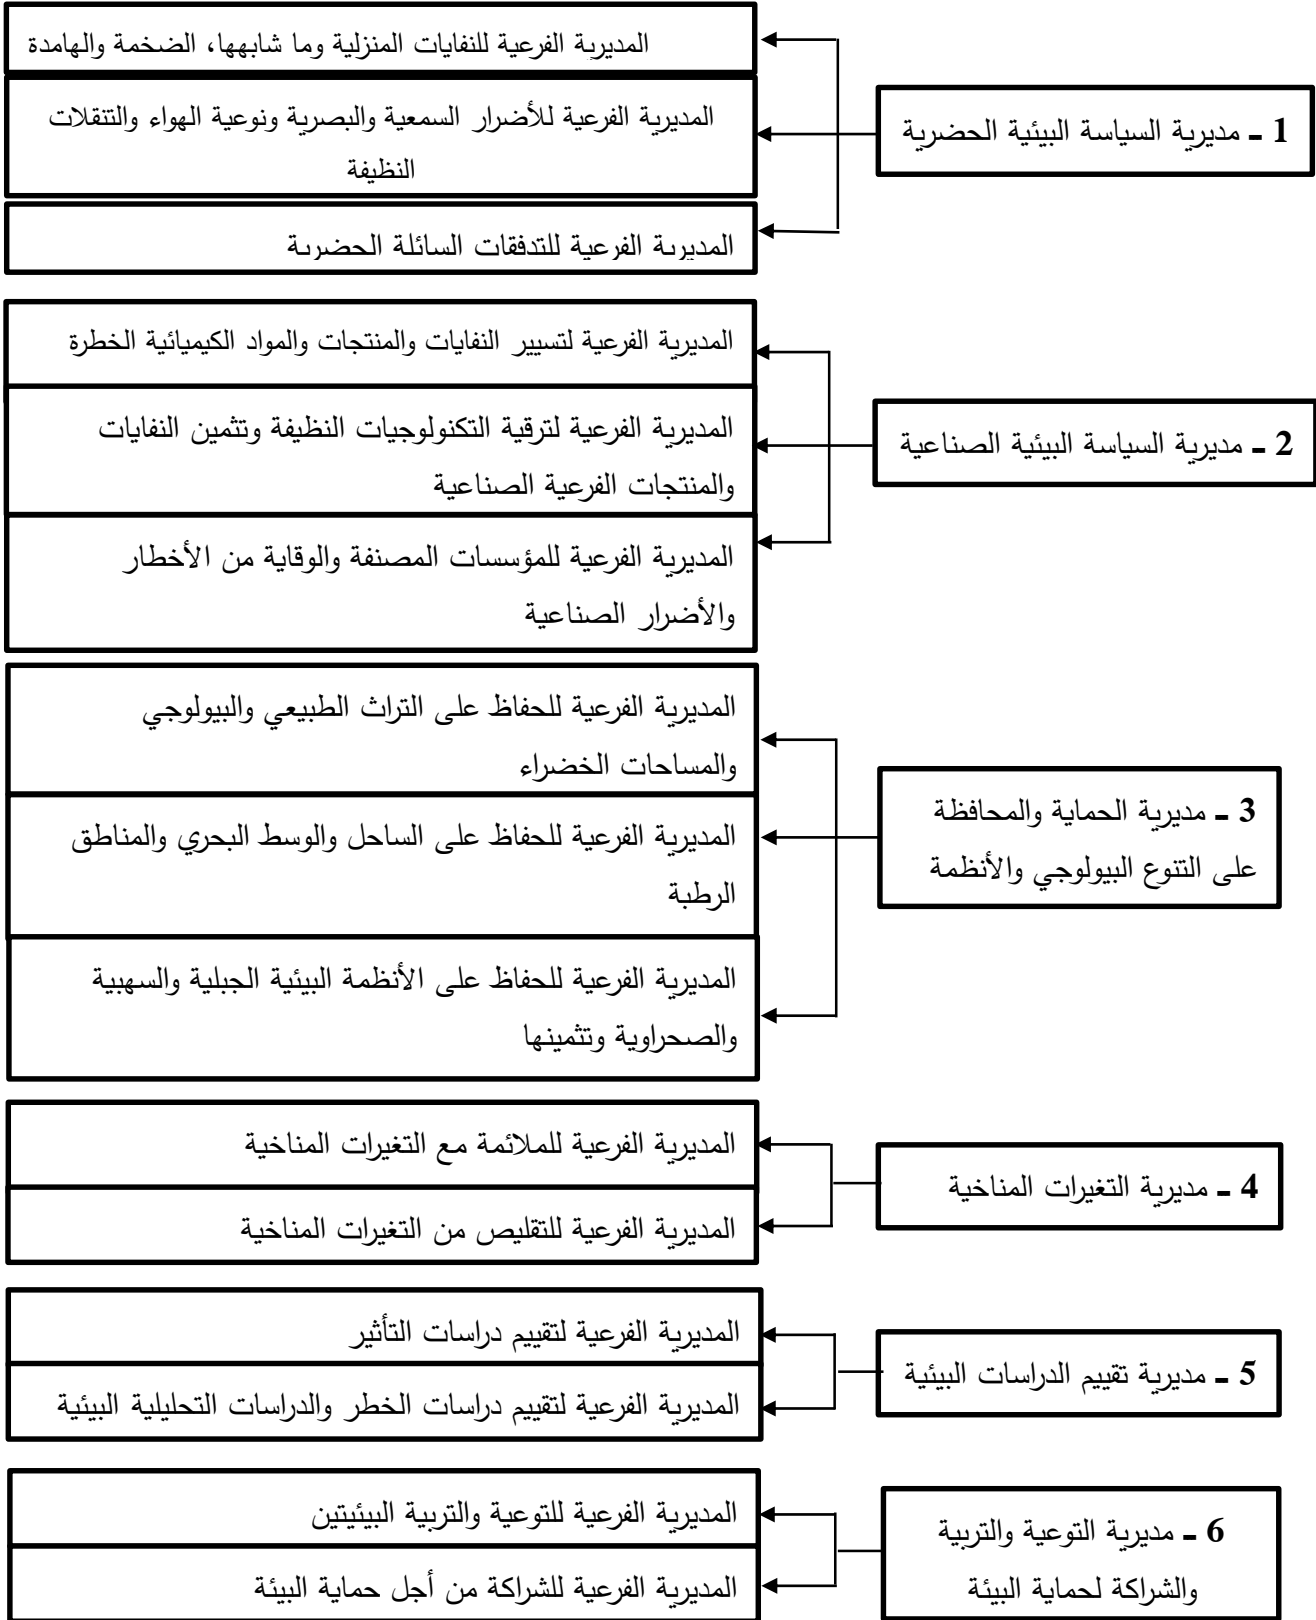 1 - مديرية السياسة البيئية الحضرية
المديرية الفرعية للنفايات المنزلية وما شابهها، الضخمة والهامدة
المديرية الفرعية للأضرار السمعية والبصرية ونوعية الهواء والتنقلات
النظيفة
المديرية الفرعية للتدفقات السائلة الحضرية
2 - مديرية السياسة البيئية الصناعية
المديرية الفرعية لتسيير النفايات والمنتجات والمواد الكيميائية الخطرة
المديرية الفرعية لترقية التكنولوجيات النظيفة وتثمين النفايات
والمنتجات الفرعية الصناعية
المديرية الفرعية للمؤسسات المصنفة والوقاية من الأخطار
والأضرار الصناعية
3 - مديرية الحماية والمحافظة
على التنوع البيولوجي والأنظمة
المديرية الفرعية للحفاظ على التراث الطبيعي والبيولوجي
والمساحات الخضراء
المديرية الفرعية للحفاظ على الساحل والوسط البحري والمناطق
الرطبة
المديرية الفرعية للحفاظ على الأنظمة البيئية الجبلية والسهبية
والصحراوية وتثمينها
4 - مديرية التغيرات المناخية
المديرية الفرعية للملائمة مع التغيرات المناخية
المديرية الفرعية للتقليص من التغيرات المناخية
5 - مديرية تقييم الدراسات البيئية
المديرية الفرعية لتقييم دراسات التأثير
المديرية الفرعية لتقييم دراسات الخطر والدراسات التحليلية البيئية
6 - مديرية التوعية والتربية
والشراكة لحماية البيئة
المديرية الفرعية للتوعية والتربية البيئيتين
المديرية الفرعية للشراكة من أجل حماية البيئة